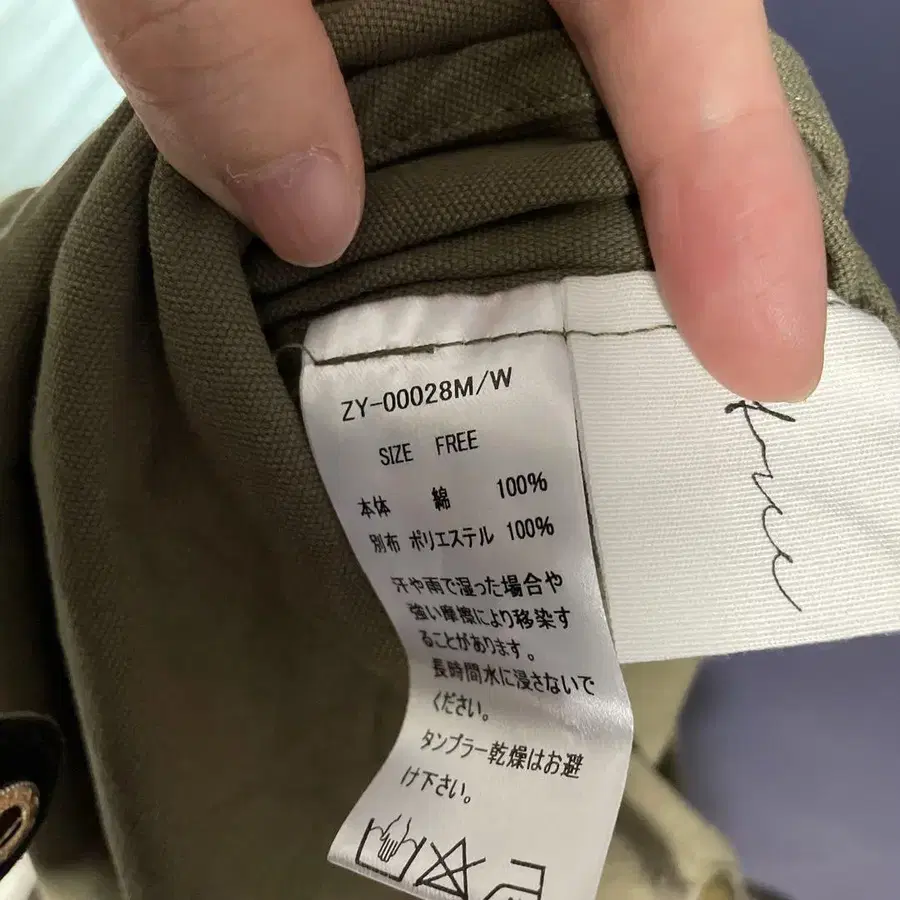 ZY-00028M/W
SIZE FREE
本体 綿 100%
別布 ポリエステル 100%
汗や雨で湿った場合や
強い摩擦により移染す
ることがあります。
長時間水に浸さないで
ください。
タンブラー乾燥はお避
け下さい。